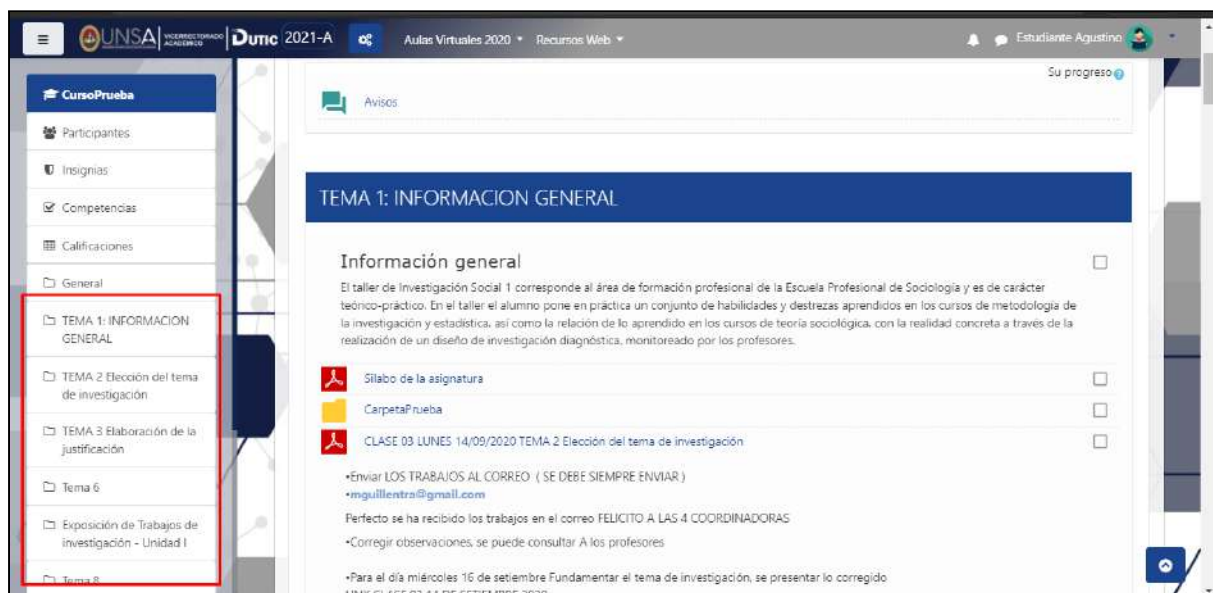 UNSA VICERRECTORADO ACADÉMICO DUTIC 2021-A Aulas Virtuales 2020 Recursos Web Estudiante Agustino
CursoPrueba
Participantes
Insignias
Competencias
Calificaciones
General
TEMA 1: INFORMACION
GENERAL
TEMA 2 Elección del tema
de investigación
TEMA 3 Elaboración de la
justificación
Tema 6
Exposición de Trabajos de
investigación - Unidad I
Tema 8
Su progreso
Avisos
TEMA 1: INFORMACION GENERAL
Información general
El taller de Investigación Social 1 corresponde al área de formación profesional de la Escuela Profesional de Sociología y es de carácter
teórico-práctico. En el taller el alumno pone en práctica un conjunto de habilidades y destrezas aprendidos en los cursos de metodología de
la investigación y estadística, así como la relación de lo aprendido en los cursos de teoría sociológica, con la realidad concreta a través de la
realización de un diseño de investigación diagnóstica, monitoreado por los profesores.
Sílabo de la asignatura
CarpetaPrueba
CLASE 03 LUNES 14/09/2020 TEMA 2 Elección del tema de investigación
•Enviar LOS TRABAJOS AL CORREO ( SE DEBE SIEMPRE ENVIAR )
•mguillentra@gmail.com
Perfecto se ha recibido los trabajos en el correo FELICITO A LAS 4 COORDINADORAS
•Corregir observaciones, se puede consultar A los profesores
•Para el día miércoles 16 de setiembre Fundamentar el tema de investigación, se presentar lo corregido